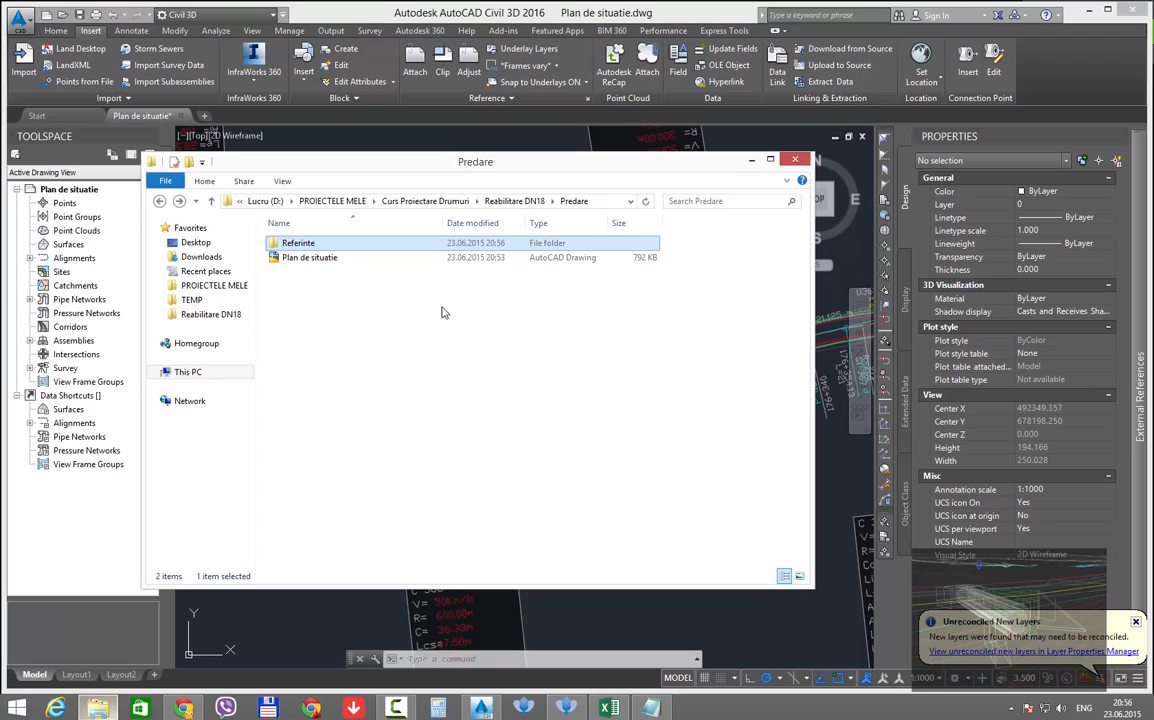 Civil 3D
Autodesk AutoCAD Civil 3D 2016 Plan de situatie.dwg
Type a keyword or phrase
Sign In
Home Insert Annotate Modify Analyze View Manage Output Survey Autodesk 360 Help Add-ins Featured Apps BIM 360 Performance Express Tools
Import
Land Desktop
LandXML
Points from File
Storm Sewers
Import Survey Data
Import Subassemblies
InfraWorks 360
Insert
Create
Edit
Edit Attributes
Attach Clip Adjust
Underlay Layers
*Frames vary*
Snap to Underlays ON
Autodesk ReCap
Attach
Field
Update Fields
OLE Object
Hyperlink
Data Link
Download from Source
Upload to Source
Extract Data
Set Location
Insert Edit
Import InfraWorks 360 Block Reference Point Cloud Data Linking & Extraction Location Connection Point
Start Plan de situatie*
TOOLSPACE
Active Drawing View
Plan de situatie
Points
Point Groups
Point Clouds
Surfaces
Alignments
Sites
Catchments
Pipe Networks
Pressure Networks
Corridors
Assemblies
Intersections
Survey
View Frame Groups
Data Shortcuts []
Surfaces
Alignments
Pipe Networks
Pressure Networks
View Frame Groups
[−][Top][2D Wireframe]
Predare
File Home Share View
« Lucru (D:) PROIECTELE MELE Curs Proiectare Drumuri Reabilitare DN18 Predare
Search Predare
Name Date modified Type Size
Referinte 23.06.2015 20:56 File folder
Plan de situatie 23.06.2015 20:53 AutoCAD Drawing 792 KB
Favorites
Desktop
Downloads
Recent places
PROIECTELE MELE
TEMP
Reabilitare DN18
Homegroup
This PC
Network
2 items 1 item selected
V= 50Km/h
R= 600.00m
C= 36.23m
Y
X
Type a command
PROPERTIES
No selection
General
Color ByLayer
Layer 0
Linetype ByLayer
Linetype scale 1.000
Lineweight ByLayer
Transparency ByLayer
Thickness 0.000
3D Visualization
Material ByLayer
Shadow display Casts and Receives Sha...
Plot style
Plot style ByColor
Plot style table None
Plot table attached... Model
Plot table type Not available
View
Center X 492349.357
Center Y 678198.250
Center Z 0.000
Height 194.166
Width 250.028
Misc
Annotation scale 1:1000
UCS icon On Yes
UCS icon at origin No
UCS per viewport Yes
UCS Name
Visual Style 2D Wireframe
Design
Display
Extended Data
Object Class
External References
Unreconciled New Layers
New layers were found that may need to be reconciled.
View unreconciled new layers in Layer Properties Manager
Model Layout1 Layout2
MODEL
1:1000
3.500
ENG
20:56
23.06.2015